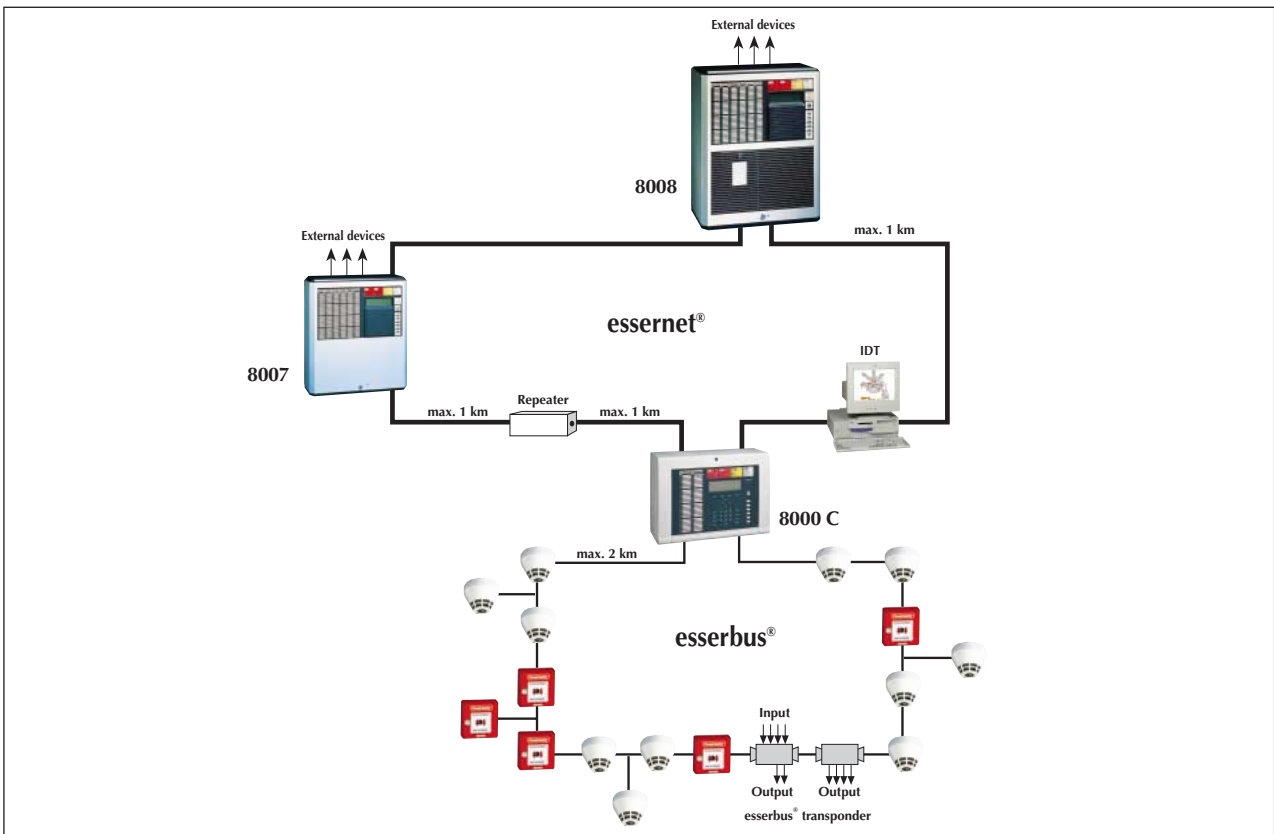 External devices
8008
max. 1 km
External devices
essernet®
IDT
8007
Repeater
max. 1 km
max. 1 km
8000 C
max. 2 km
esserbus®
Input
Output
Output
esserbus® transponder